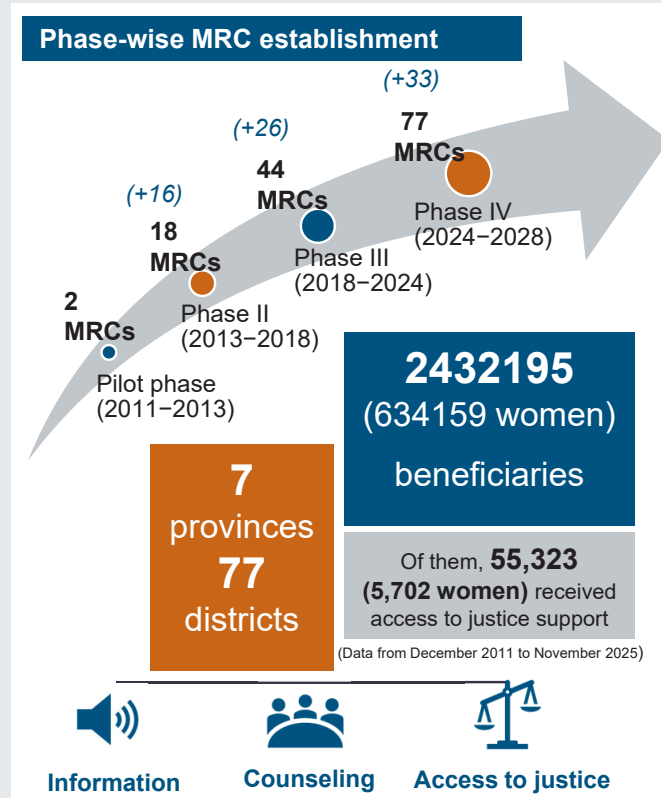 Phase-wise MRC establishment
(+33)
77
MRCs
Phase IV
(2024–2028)
(+26)
44
MRCs
Phase III
(2018–2024)
(+16)
18
MRCs
Phase II
(2013–2018)
2
MRCs
Pilot phase
(2011–2013)
2432195
(634159 women)
beneficiaries
7
provinces
77
districts
Of them, 55,323
(5,702 women) received
access to justice support
(Data from December 2011 to November 2025)
Information
Counseling
Access to justice